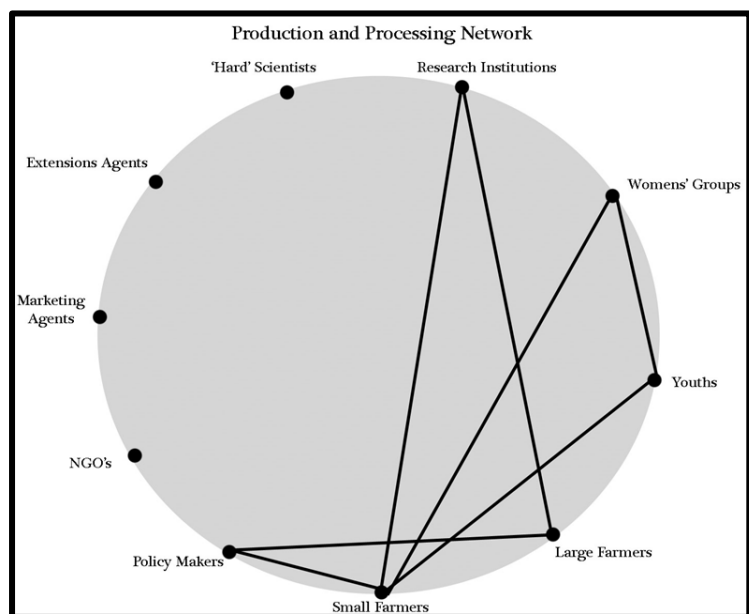 Production and Processing Network
‘Hard’ Scientists
Research Institutions
Extensions Agents
Womens’ Groups
Marketing
Agents
Youths
NGO’s
Policy Makers
Large Farmers
Small Farmers